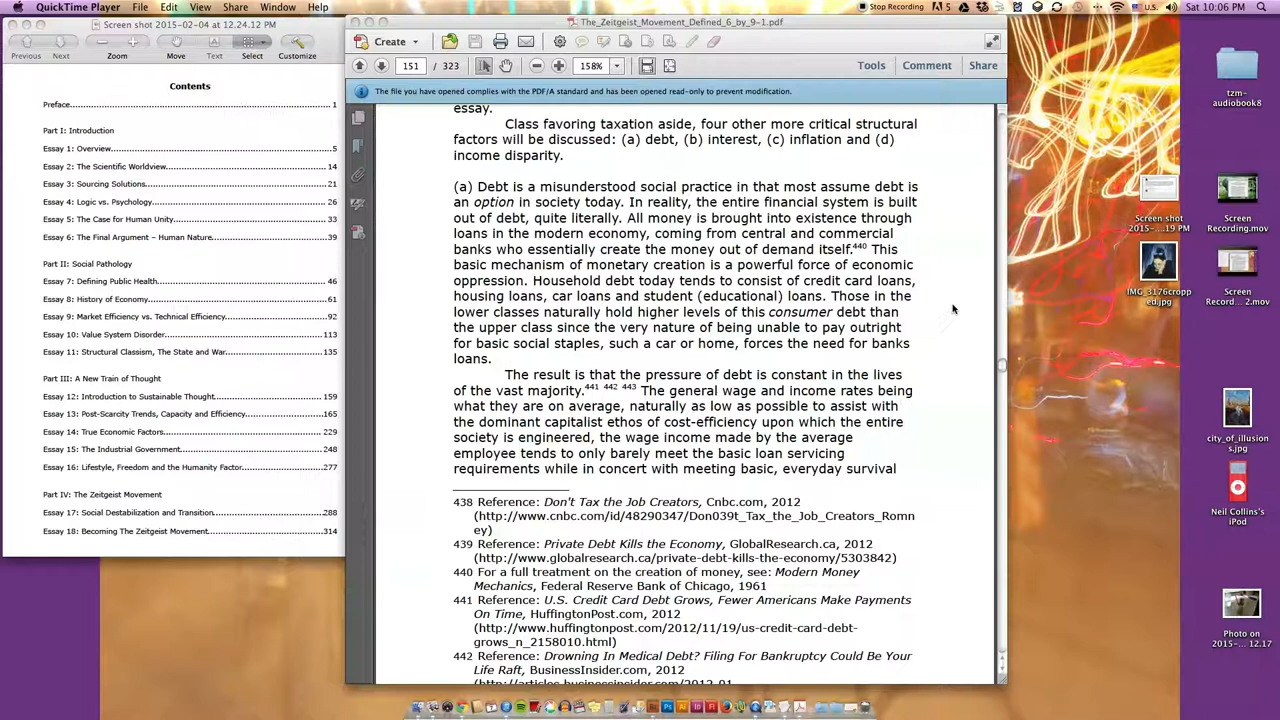 QuickTime Player File Edit View Share Window Help
Stop Recording
5
U.S.
Sat 10:06 PM
Screen shot 2015-02-04 at 12.24.12 PM
Previous Next Zoom Move Text Select Customize
Contents
Preface 1
Part I: Introduction
Essay 1: Overview 5
Essay 2: The Scientific Worldview 14
Essay 3: Sourcing Solutions 21
Essay 4: Logic vs. Psychology 26
Essay 5: The Case for Human Unity 33
Essay 6: The Final Argument – Human Nature 39
Part II: Social Pathology
Essay 7: Defining Public Health 46
Essay 8: History of Economy 61
Essay 9: Market Efficiency vs. Technical Efficiency 92
Essay 10: Value System Disorder 113
Essay 11: Structural Classism, The State and War 135
Part III: A New Train of Thought
Essay 12: Introduction to Sustainable Thought 159
Essay 13: Post-Scarcity Trends, Capacity and Efficiency 165
Essay 14: True Economic Factors 229
Essay 15: The Industrial Government 248
Essay 16: Lifestyle, Freedom and the Humanity Factor 277
Part IV: The Zeitgeist Movement
Essay 17: Social Destabilization and Transition 288
Essay 18: Becoming The Zeitgeist Movement 314
The_Zeitgeist_Movement_Defined_6_by_9-1.pdf
Create
151 / 323
158%
Tools Comment Share
The file you have opened complies with the PDF/A standard and has been opened read-only to prevent modification.
essay.
Class favoring taxation aside, four other more critical structural
factors will be discussed: (a) debt, (b) interest, (c) inflation and (d)
income disparity.
(a) Debt is a misunderstood social practice in that most assume debt is
an option in society today. In reality, the entire financial system is built
out of debt, quite literally. All money is brought into existence through
loans in the modern economy, coming from central and commercial
banks who essentially create the money out of demand itself.440 This
basic mechanism of monetary creation is a powerful force of economic
oppression. Household debt today tends to consist of credit card loans,
housing loans, car loans and student (educational) loans. Those in the
lower classes naturally hold higher levels of this consumer debt than
the upper class since the very nature of being unable to pay outright
for basic social staples, such a car or home, forces the need for banks
loans.
The result is that the pressure of debt is constant in the lives
of the vast majority.441 442 443 The general wage and income rates being
what they are on average, naturally as low as possible to assist with
the dominant capitalist ethos of cost-efficiency upon which the entire
society is engineered, the wage income made by the average
employee tends to only barely meet the basic loan servicing
requirements while in concert with meeting basic, everyday survival
438 Reference: Don't Tax the Job Creators, Cnbc.com, 2012
(http://www.cnbc.com/id/48290347/Don039t_Tax_the_Job_Creators_Romn
ey)
439 Reference: Private Debt Kills the Economy, GlobalResearch.ca, 2012
(http://www.globalresearch.ca/private-debt-kills-the-economy/5303842)
440 For a full treatment on the creation of money, see: Modern Money
Mechanics, Federal Reserve Bank of Chicago, 1961
441 Reference: U.S. Credit Card Debt Grows, Fewer Americans Make Payments
On Time, HuffingtonPost.com, 2012
(http://www.huffingtonpost.com/2012/11/19/us-credit-card-debt-
grows_n_2158010.html)
442 Reference: Drowning In Medical Debt? Filing For Bankruptcy Could Be Your
Life Raft, BusinessInsider.com, 2012
(http://articles.businessinsider.com/2012-01
tzm-
audiobook8
Screen shot
2015-...19 PM
Screen
Recording.mov
IMG_3176cropp
ed.jpg
Screen
Record... 2.mov
city_of_illusion
s.jpg
Neil Collins's
iPod
Photo on
2015-... 12.17